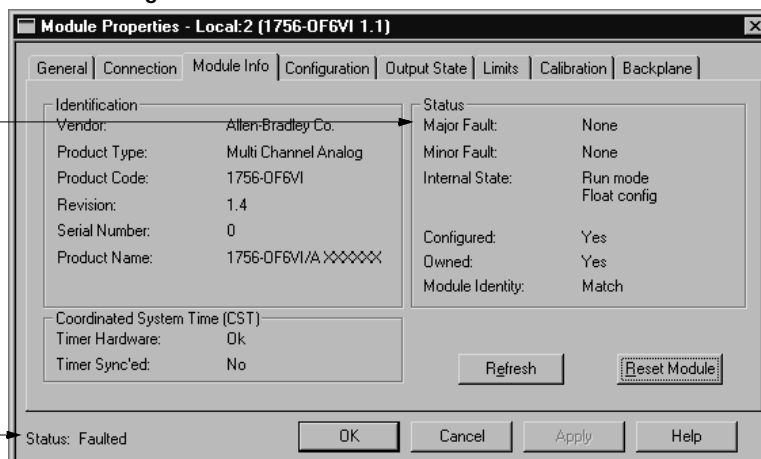 Module Properties - Local:2 (1756-OF6VI 1.1)
General Connection Module Info Configuration Output State Limits Calibration Backplane
Identification
Vendor: Allen-Bradley Co.
Product Type: Multi Channel Analog
Product Code: 1756-OF6VI
Revision: 1.4
Serial Number: 0
Product Name: 1756-OF6VI/A XXXXXX
Status
Major Fault: None
Minor Fault: None
Internal State: Run mode
Float config
Configured: Yes
Owned: Yes
Module Identity: Match
Coordinated System Time (CST)
Timer Hardware: Ok
Timer Sync'ed: No
Refresh Reset Module
Status: Faulted OK Cancel Apply Help